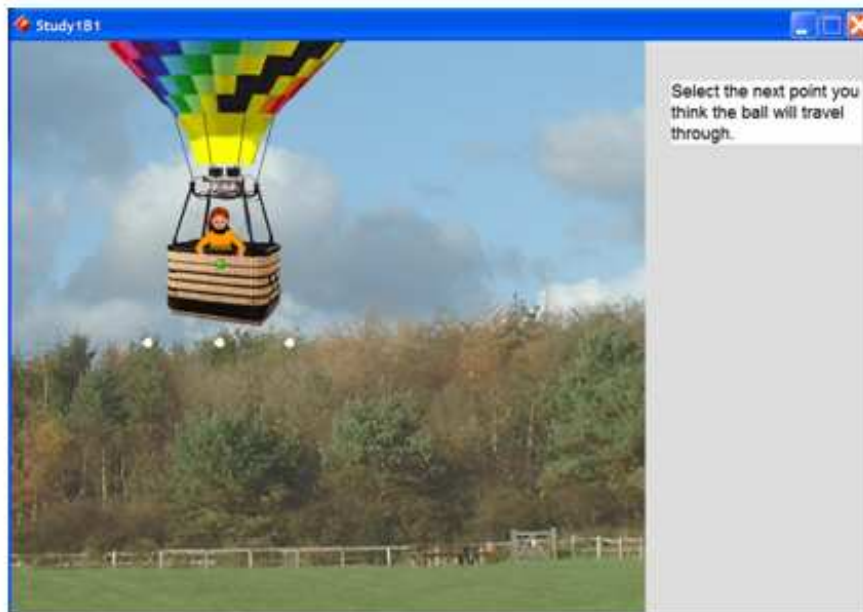 Study1B1
Select the next point you
think the ball will travel
through.